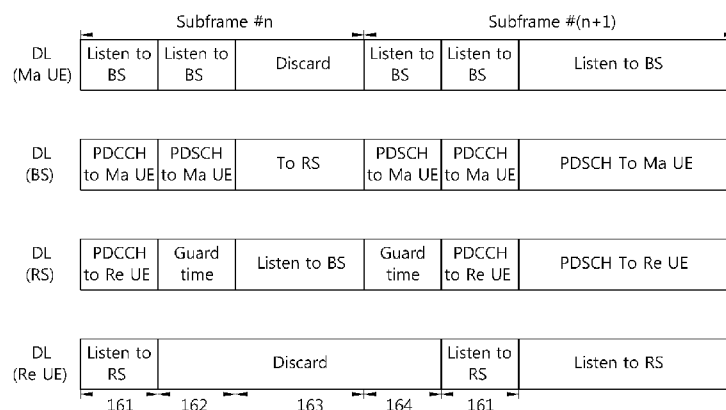 Subframe #n Subframe #(n+1)
DL
(Ma UE)
Listen to
BS
Listen to
BS
Discard
Listen to
BS
Listen to
BS
Listen to BS
DL
(BS)
PDCCH
to Ma UE
PDSCH
to Ma UE
To RS
PDSCH
to Ma UE
PDCCH
to Ma UE
PDSCH To Ma UE
DL
(RS)
PDCCH
to Re UE
Guard
time
Listen to BS
Guard
time
PDCCH
to Re UE
PDSCH To Re UE
DL
(Re UE)
Listen to
RS
Discard
Listen to
RS
Listen to RS
161 162 163 164 161